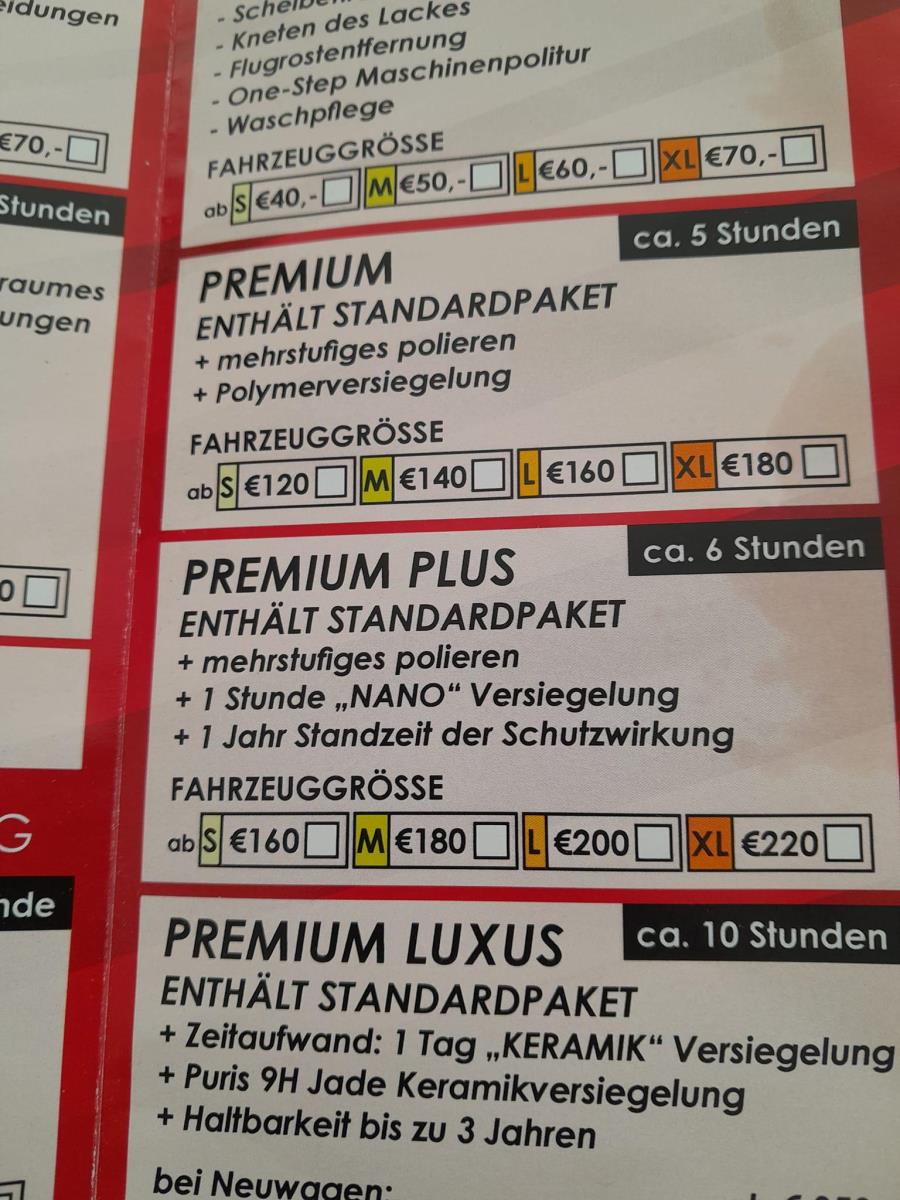 eidungen
€70,-
Stunden
raumes
ungen
0
G
nde
- Kneten des Lackes
- Flugrostentfernung
- One-Step Maschinenpolitur
- Waschpflege
FAHRZEUGGRÖSSE
ab S €40,- M €50,- L €60,- XL €70,-
ca. 5 Stunden
PREMIUM
ENTHÄLT STANDARDPAKET
+ mehrstufiges polieren
+ Polymerversiegelung
FAHRZEUGGRÖSSE
ab S €120 M €140 L €160 XL €180
ca. 6 Stunden
PREMIUM PLUS
ENTHÄLT STANDARDPAKET
+ mehrstufiges polieren
+ 1 Stunde „NANO“ Versiegelung
+ 1 Jahr Standzeit der Schutzwirkung
FAHRZEUGGRÖSSE
ab S €160 M €180 L €200 XL €220
ca. 10 Stunden
PREMIUM LUXUS
ENTHÄLT STANDARDPAKET
+ Zeitaufwand: 1 Tag „KERAMIK“ Versiegelung
+ Puris 9H Jade Keramikversiegelung
+ Haltbarkeit bis zu 3 Jahren
bei Neuwagen: